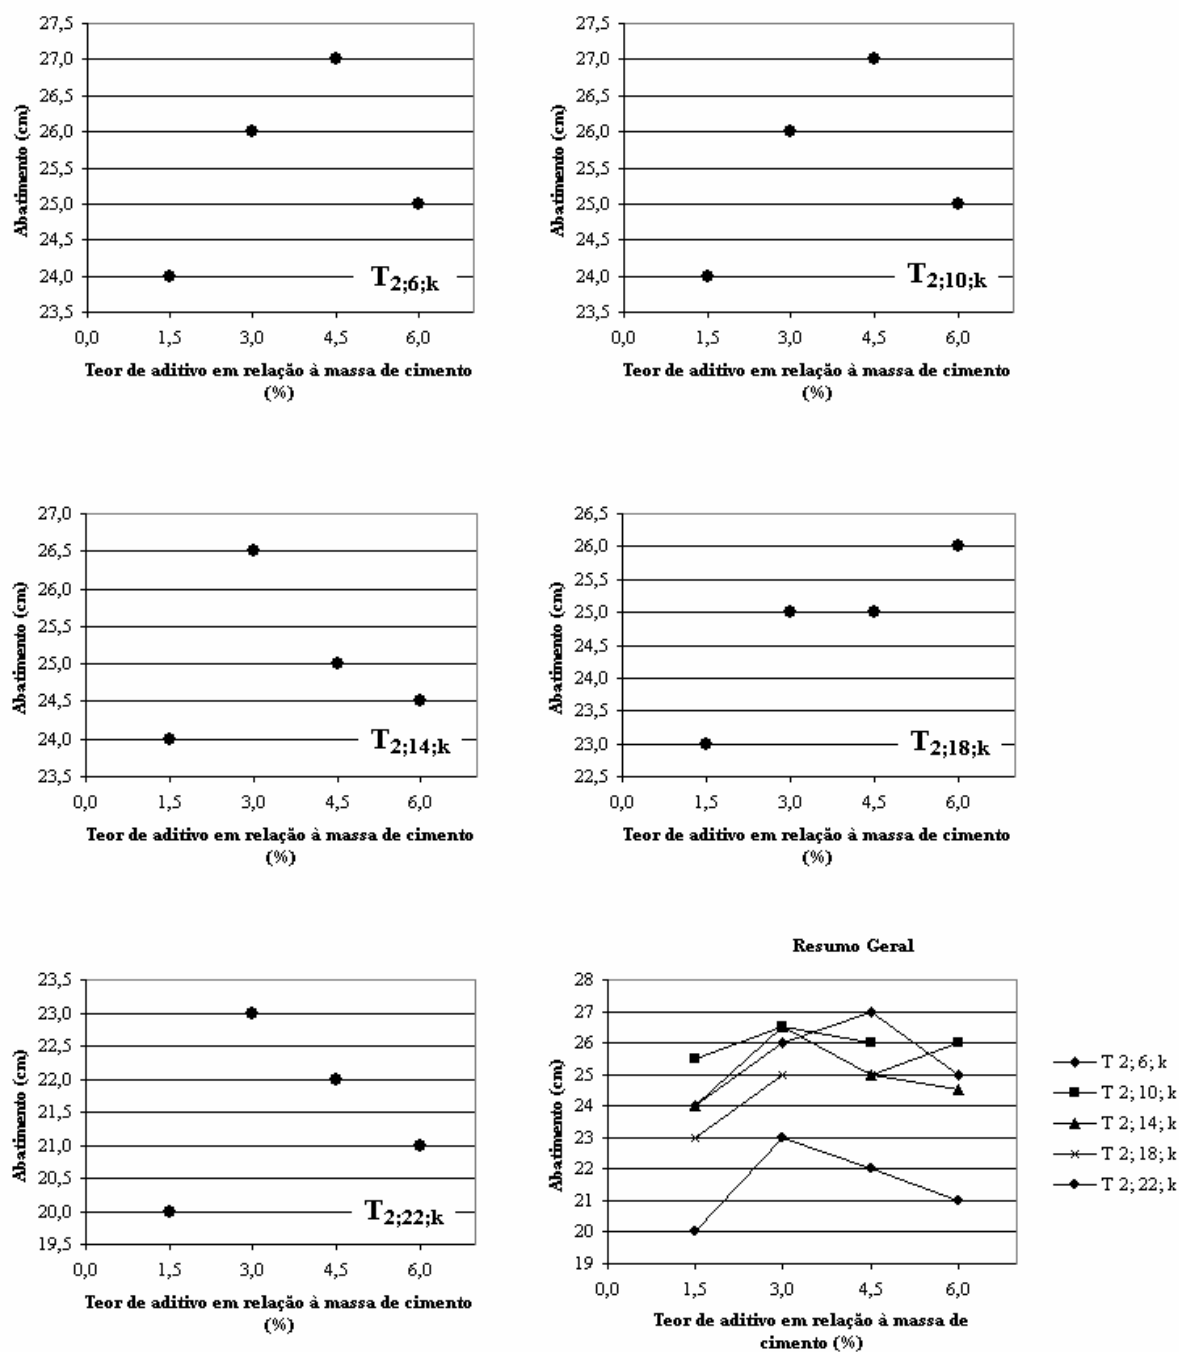 27,5
27,0
26,5
26,0
25,5
25,0
24,5
24,0
23,5
Abatimento (cm)
T2;6;k
0,0 1,5 3,0 4,5 6,0
Teor de aditivo em relação à massa de cimento
(%)
27,5
27,0
26,5
26,0
25,5
25,0
24,5
24,0
23,5
Abatimento (cm)
T2;10;k
0,0 1,5 3,0 4,5 6,0
Teor de aditivo em relação à massa de cimento
(%)
27,0
26,5
26,0
25,5
25,0
24,5
24,0
23,5
Abatimento (cm)
T2;14;k
0,0 1,5 3,0 4,5 6,0
Teor de aditivo em relação à massa de cimento
(%)
26,5
26,0
25,5
25,0
24,5
24,0
23,5
23,0
22,5
Abatimento (cm)
T2;18;k
0,0 1,5 3,0 4,5 6,0
Teor de aditivo em relação à massa de cimento
(%)
23,5
23,0
22,5
22,0
21,5
21,0
20,5
20,0
19,5
Abatimento (cm)
T2;22;k
0,0 1,5 3,0 4,5 6,0
Teor de aditivo em relação à massa de cimento
(%)
Resumo Geral
28
27
26
25
24
23
22
21
20
19
Abatimento (cm)
0,0 1,5 3,0 4,5 6,0
Teor de aditivo em relação à massa de
cimento (%)
T 2; 6; k
T 2; 10; k
T 2; 14; k
T 2; 18; k
T 2; 22; k